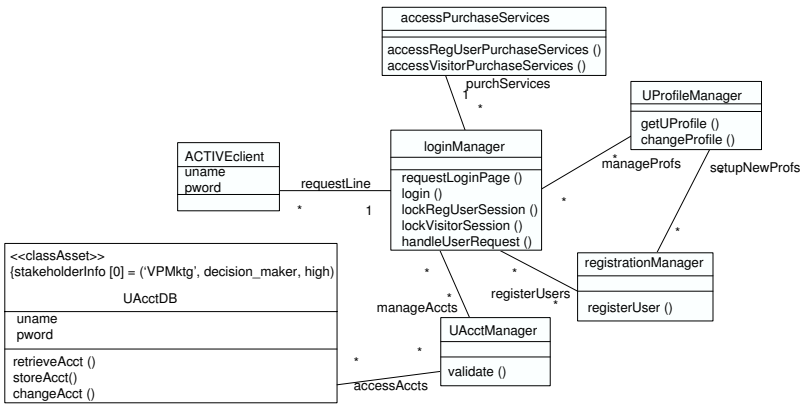 accessPurchaseServices
accessRegUserPurchaseServices ()
accessVisitorPurchaseServices ()
purchServices
1
*
UProfileManager
getUProfile ()
changeProfile ()
*
manageProfs
*
*
setupNewProfs
*
ACTIVEclient
uname
pword
requestLine
*
1
loginManager
requestLoginPage ()
login ()
lockRegUserSession ()
lockVisitorSession ()
handleUserRequest ()
registrationManager
registerUser ()
*
registerUsers
*
*
*
manageAccts
<<classAsset>>
{stakeholderInfo [0] = (‘VPMktg’, decision_maker, high)
UAcctDB
uname
pword
retrieveAcct ()
storeAcct()
changeAcct ()
*
*
accessAccts
UAcctManager
validate ()